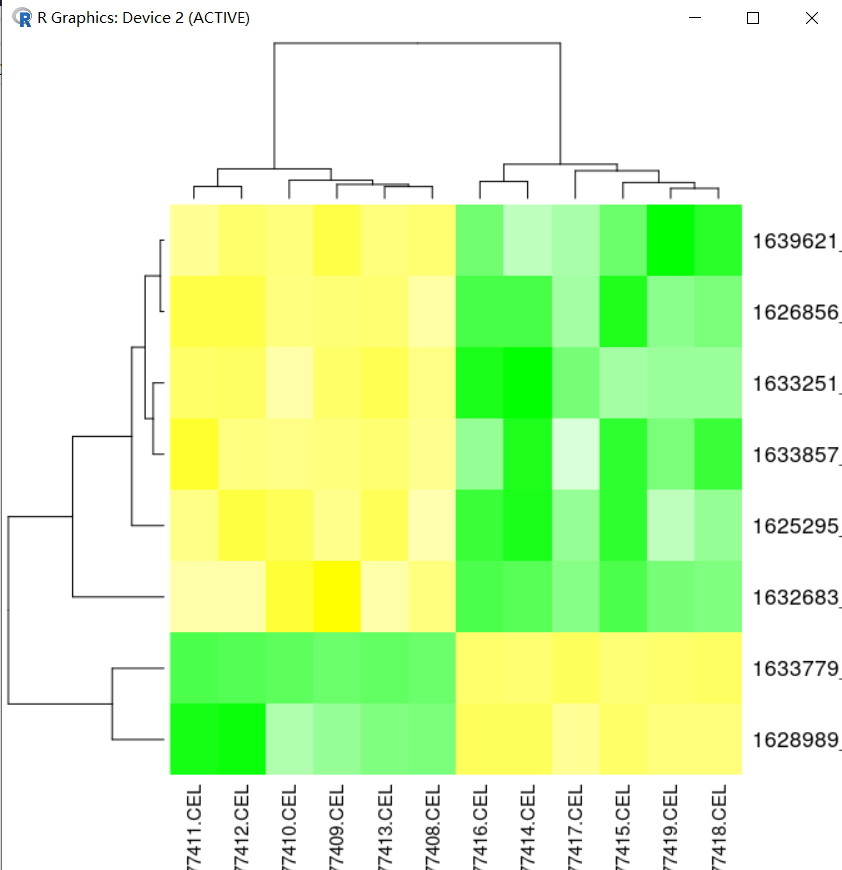 R Graphics: Device 2 (ACTIVE)
1639621_
1626856_
1633251_
1633857_
1625295_
1632683_
1633779_
1628989_
77411.CEL
77412.CEL
77410.CEL
77409.CEL
77413.CEL
77408.CEL
77416.CEL
77414.CEL
77417.CEL
77415.CEL
77419.CEL
77418.CEL